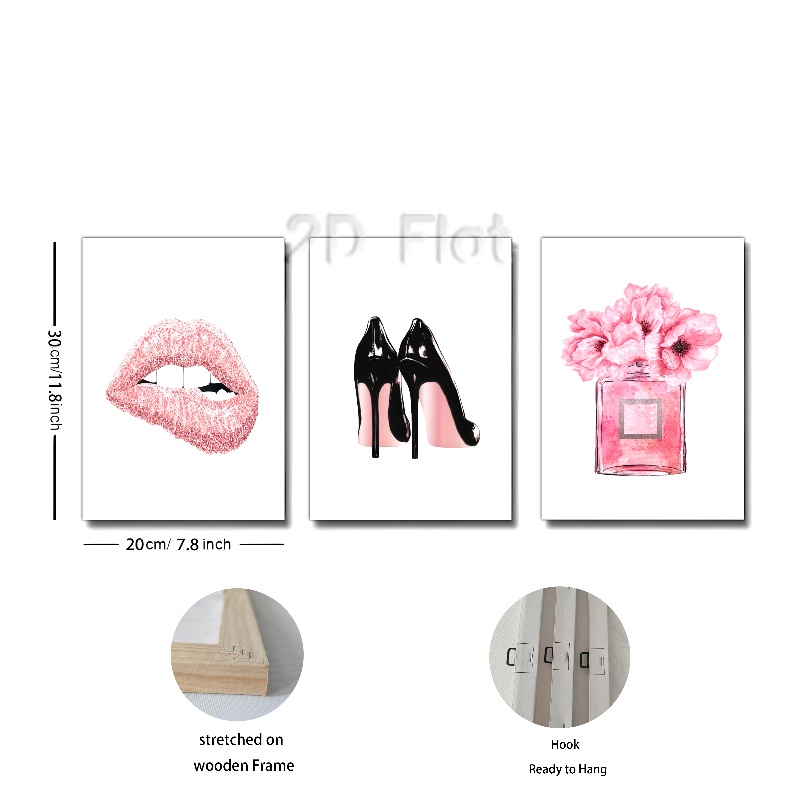 2D Flat
30cm/11.8inch
20cm/ 7.8 inch
stretched on
wooden Frame
Hook
Ready to Hang